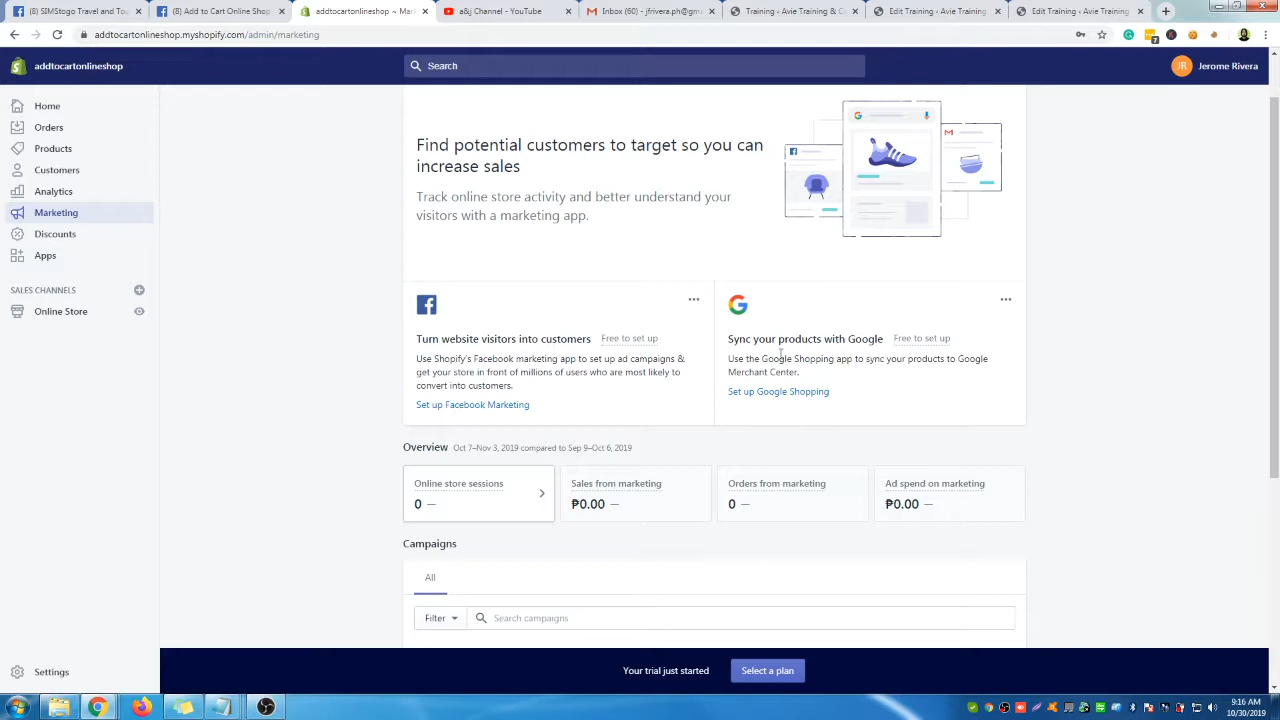 (8) SIMStogo Travel and Tou
(8) Add to Cart Online Shop
addtocartonlineshop ~ Mark
a&j Channel - YouTube
Inbox (60) - jfrivera.ph@gm
Training ‹ Avie Training & C
Edit Training ‹ Avie Training
Edit Training ‹ Avie Training
addtocartonlineshop.myshopify.com/admin/marketing
addtocartonlineshop
Search
JR Jerome Rivera
Home
Orders
Products
Customers
Analytics
Marketing
Discounts
Apps
SALES CHANNELS
Online Store
Settings
Find potential customers to target so you can
increase sales
Track online store activity and better understand your
visitors with a marketing app.
Turn website visitors into customers Free to set up
Use Shopify's Facebook marketing app to set up ad campaigns &
get your store in front of millions of users who are most likely to
convert into customers.
Set up Facebook Marketing
Sync your products with Google Free to set up
Use the Google Shopping app to sync your products to Google
Merchant Center.
Set up Google Shopping
Overview Oct 7–Nov 3, 2019 compared to Sep 9–Oct 6, 2019
Online store sessions
0 —
Sales from marketing
₱0.00 —
Orders from marketing
0 —
Ad spend on marketing
₱0.00 —
Campaigns
All
Filter
Search campaigns
Your trial just started Select a plan
9:16 AM
10/30/2019